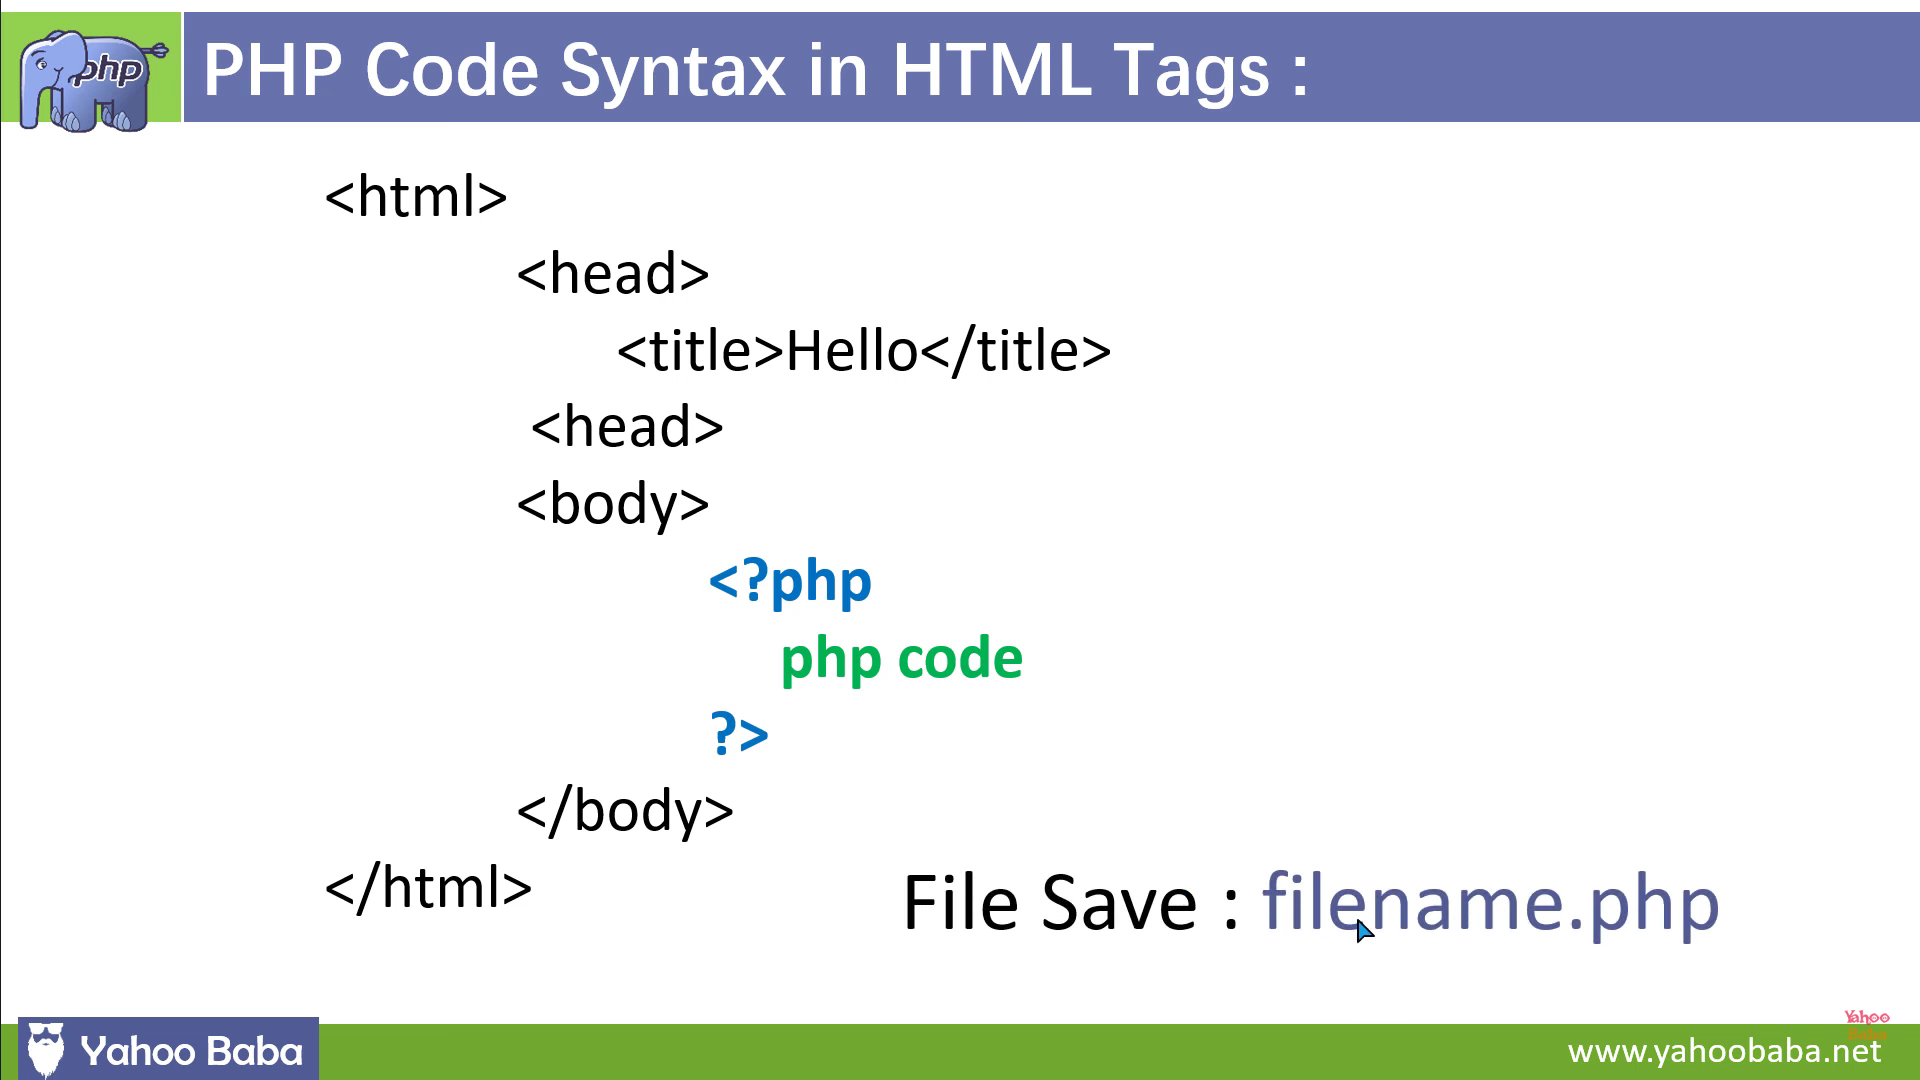 php
PHP Code Syntax in HTML Tags :
<html>
<head>
<title>Hello</title>
<head>
<body>
<?php
php code
?>
</body>
</html>
File Save : filename.php
Yahoo Baba
Yahoo
Baba
www.yahoobaba.net